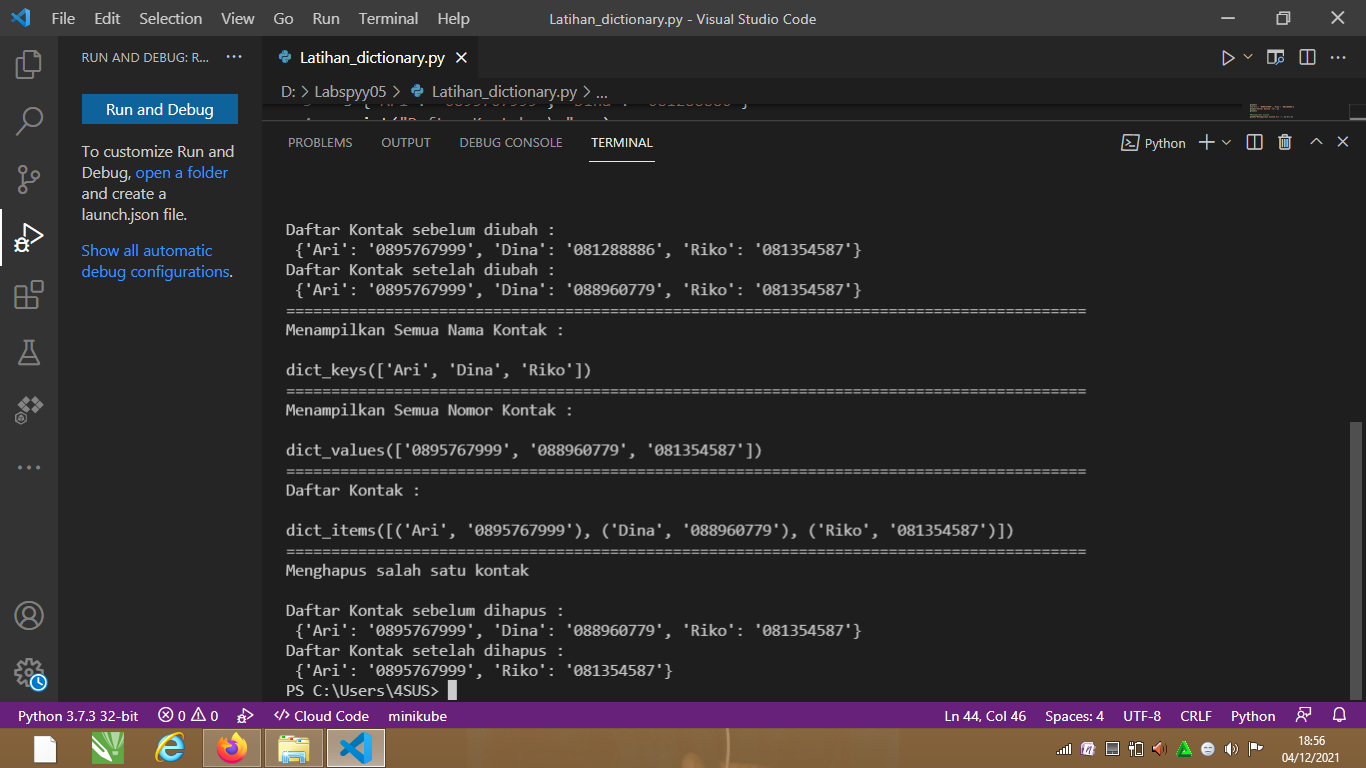 File Edit Selection View Go Run Terminal Help Latihan_dictionary.py - Visual Studio Code
RUN AND DEBUG: R... ···
Run and Debug
To customize Run and
Debug, open a folder
and create a
launch.json file.
Show all automatic
debug configurations.
Latihan_dictionary.py
D: > Labspyy05 > Latihan_dictionary.py > ...
PROBLEMS OUTPUT DEBUG CONSOLE TERMINAL
Python
Daftar Kontak sebelum diubah :
{'Ari': '0895767999', 'Dina': '081288886', 'Riko': '081354587'}
Daftar Kontak setelah diubah :
{'Ari': '0895767999', 'Dina': '088960779', 'Riko': '081354587'}
=========================================================================================
Menampilkan Semua Nama Kontak :
dict_keys(['Ari', 'Dina', 'Riko'])
=========================================================================================
Menampilkan Semua Nomor Kontak :
dict_values(['0895767999', '088960779', '081354587'])
=========================================================================================
Daftar Kontak :
dict_items([('Ari', '0895767999'), ('Dina', '088960779'), ('Riko', '081354587')])
=========================================================================================
Menghapus salah satu kontak
Daftar Kontak sebelum dihapus :
{'Ari': '0895767999', 'Dina': '088960779', 'Riko': '081354587'}
Daftar Kontak setelah dihapus :
{'Ari': '0895767999', 'Riko': '081354587'}
PS C:\Users\4SUS>
Python 3.7.3 32-bit 0 0 Cloud Code minikube Ln 44, Col 46 Spaces: 4 UTF-8 CRLF Python
18:56
04/12/2021